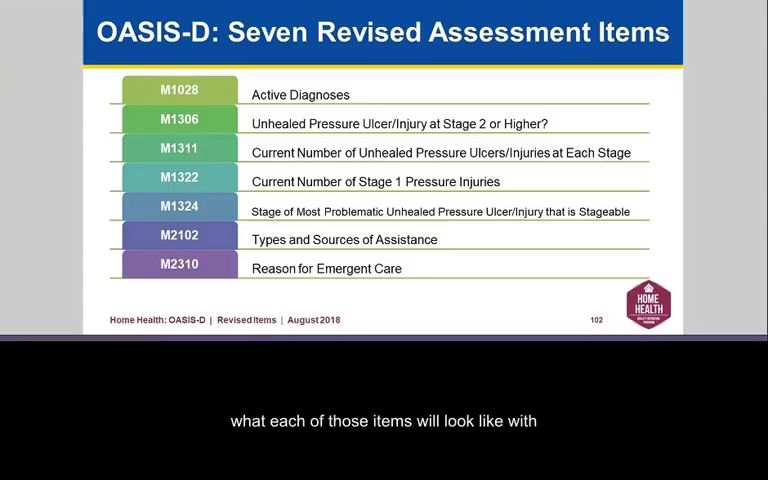 OASIS-D: Seven Revised Assessment Items
M1028 Active Diagnoses
M1306 Unhealed Pressure Ulcer/Injury at Stage 2 or Higher?
M1311 Current Number of Unhealed Pressure Ulcers/Injuries at Each Stage
M1322 Current Number of Stage 1 Pressure Injuries
M1324 Stage of Most Problematic Unhealed Pressure Ulcer/Injury that is Stageable
M2102 Types and Sources of Assistance
M2310 Reason for Emergent Care
Home Health: OASIS-D | Revised Items | August 2018
102
HOME
HEALTH
QUALITY REPORTING
PROGRAM
what each of those items will look like with